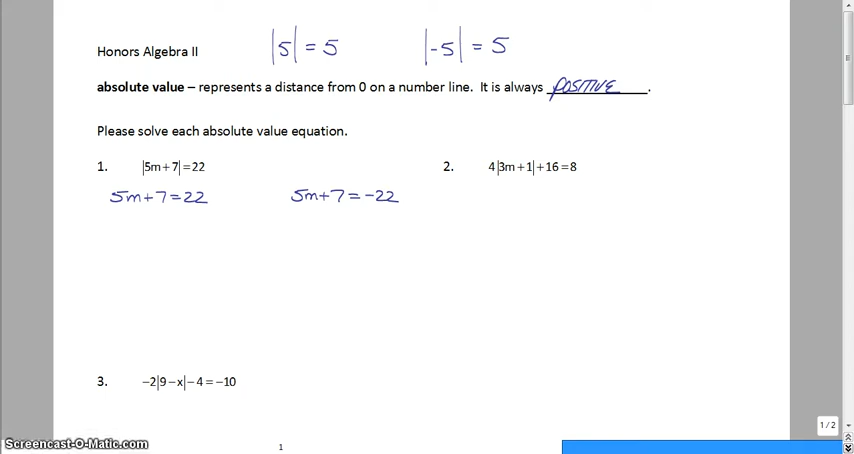 Honors Algebra II |5| = 5 |-5| = 5
absolute value – represents a distance from 0 on a number line. It is always POSITIVE.
Please solve each absolute value equation.
1. |5m + 7| = 22 2. 4|3m + 1| + 16 = 8
5m + 7 = 22 5m + 7 = -22
3. −2|9 − x| − 4 = −10
1 / 2
Screencast-O-Matic.com 1